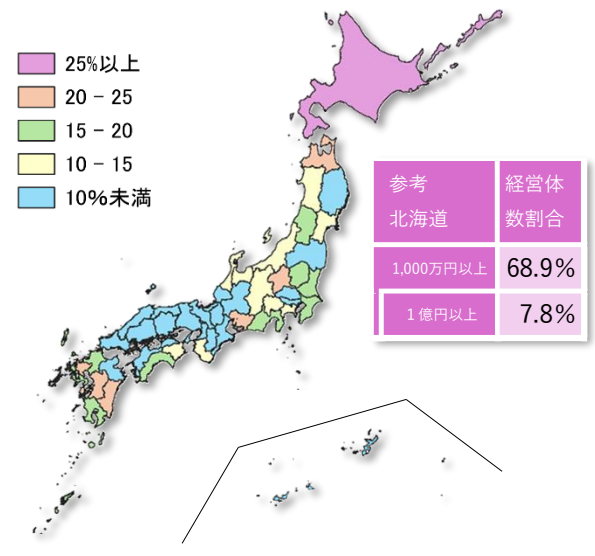 25%以上
20 − 25
15 − 20
10 − 15
10%未満
参考
北海道
経営体
数割合
1,000万円以上
68.9%
1億円以上
7.8%